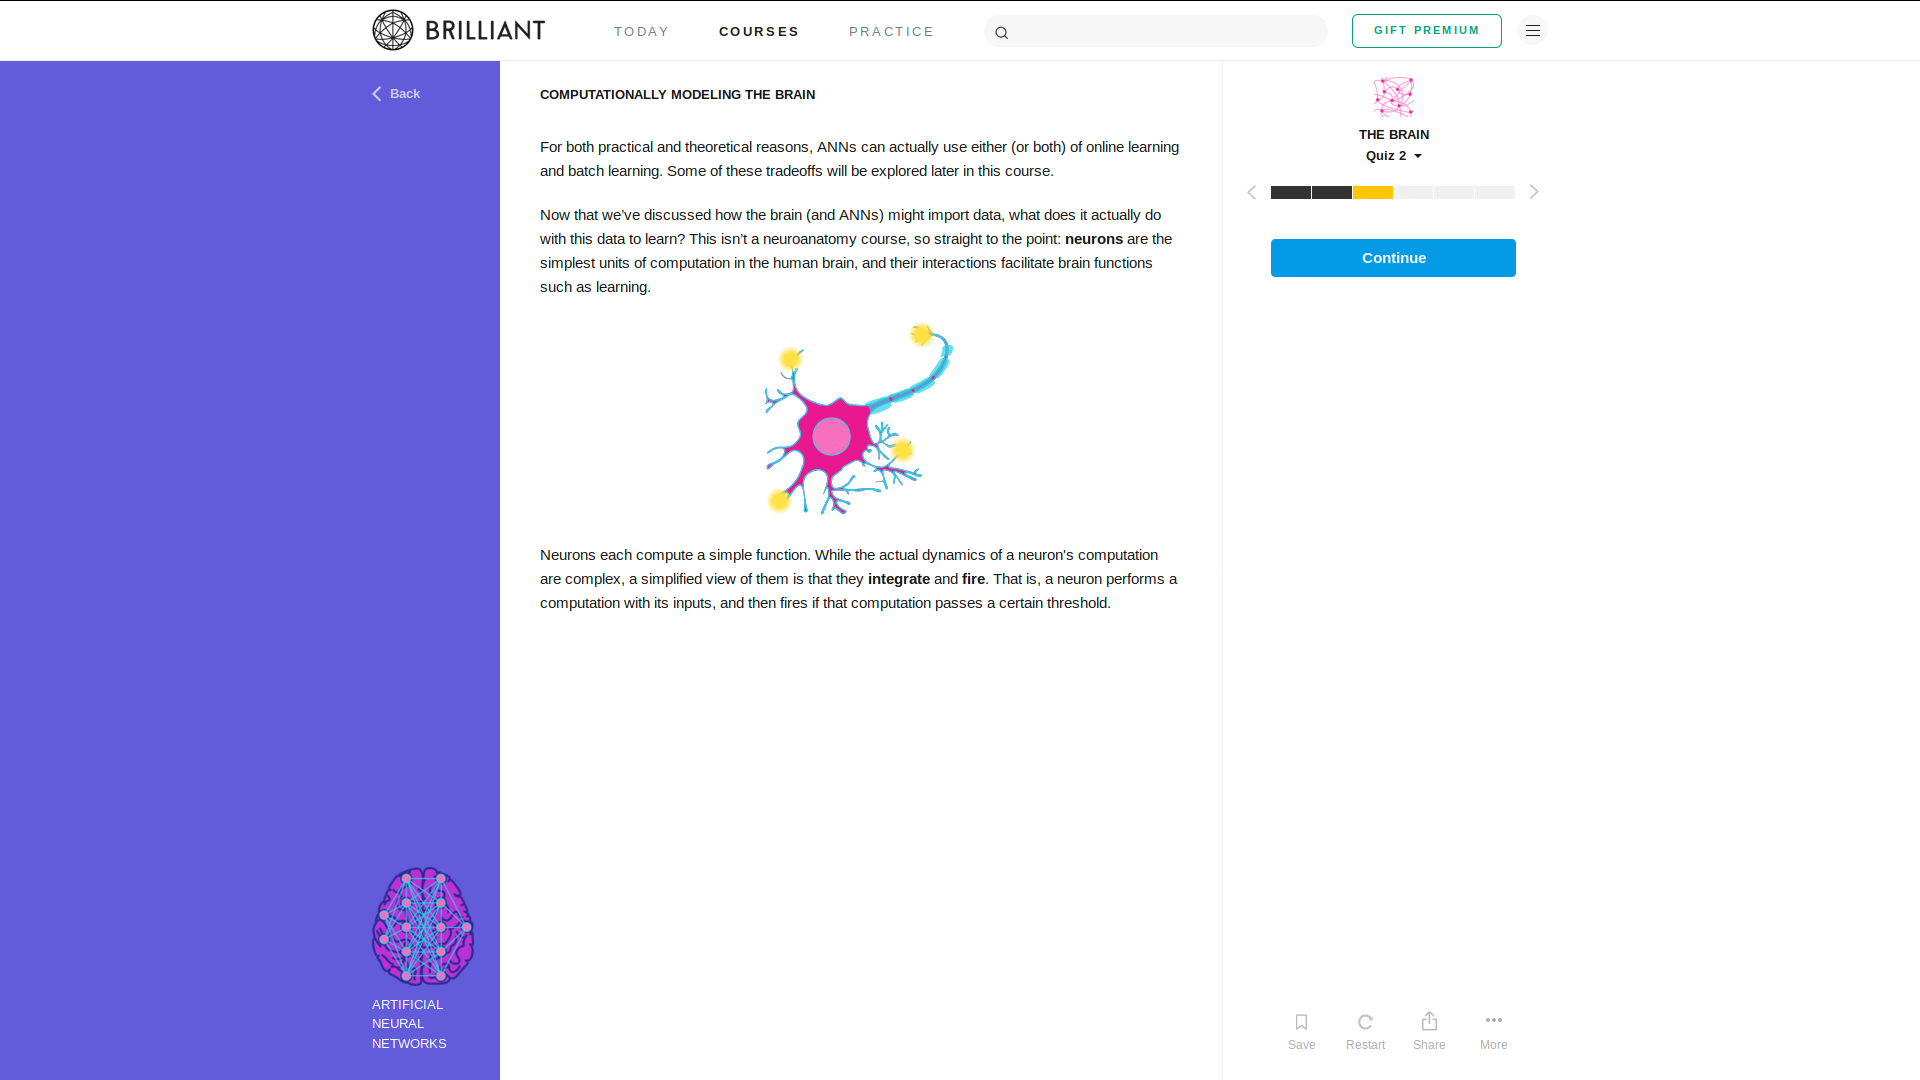 BRILLIANT
TODAY
COURSES
PRACTICE
GIFT PREMIUM
Back
COMPUTATIONALLY MODELING THE BRAIN
For both practical and theoretical reasons, ANNs can actually use either (or both) of online learning
and batch learning. Some of these tradeoffs will be explored later in this course.
Now that we’ve discussed how the brain (and ANNs) might import data, what does it actually do
with this data to learn? This isn’t a neuroanatomy course, so straight to the point: neurons are the
simplest units of computation in the human brain, and their interactions facilitate brain functions
such as learning.
Neurons each compute a simple function. While the actual dynamics of a neuron's computation
are complex, a simplified view of them is that they integrate and fire. That is, a neuron performs a
computation with its inputs, and then fires if that computation passes a certain threshold.
THE BRAIN
Quiz 2
Continue
ARTIFICIAL
NEURAL
NETWORKS
Save
Restart
Share
More